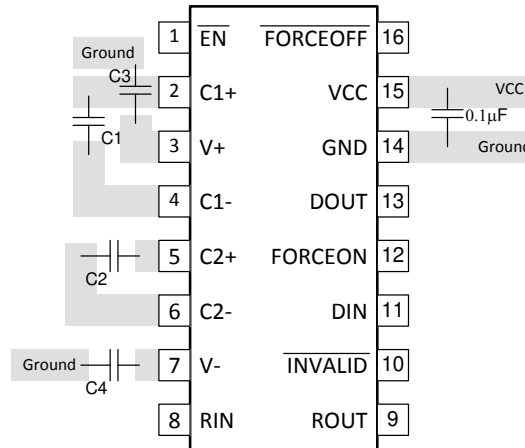 1 EN FORCEOFF 16
Ground
C3
2 C1+ VCC 15 VCC
C1
0.1µF
3 V+ GND 14 Ground
4 C1- DOUT 13
5 C2+ FORCEON 12
C2
6 C2- DIN 11
7 V- INVALID 10
Ground
C4
8 RIN ROUT 9